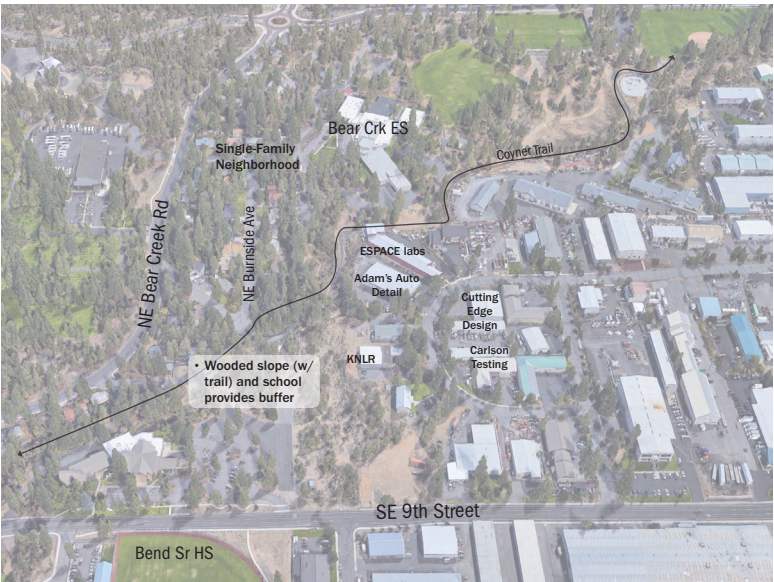 Bear Crk ES
Single-Family
Neighborhood
Coyner Trail
NE Bear Creek Rd
NE Burnside Ave
ESPACE labs
Adam's Auto
Detail
Cutting
Edge
Design
KNLR
Carlson
Testing
• Wooded slope (w/
trail) and school
provides buffer
SE 9th Street
Bend Sr HS